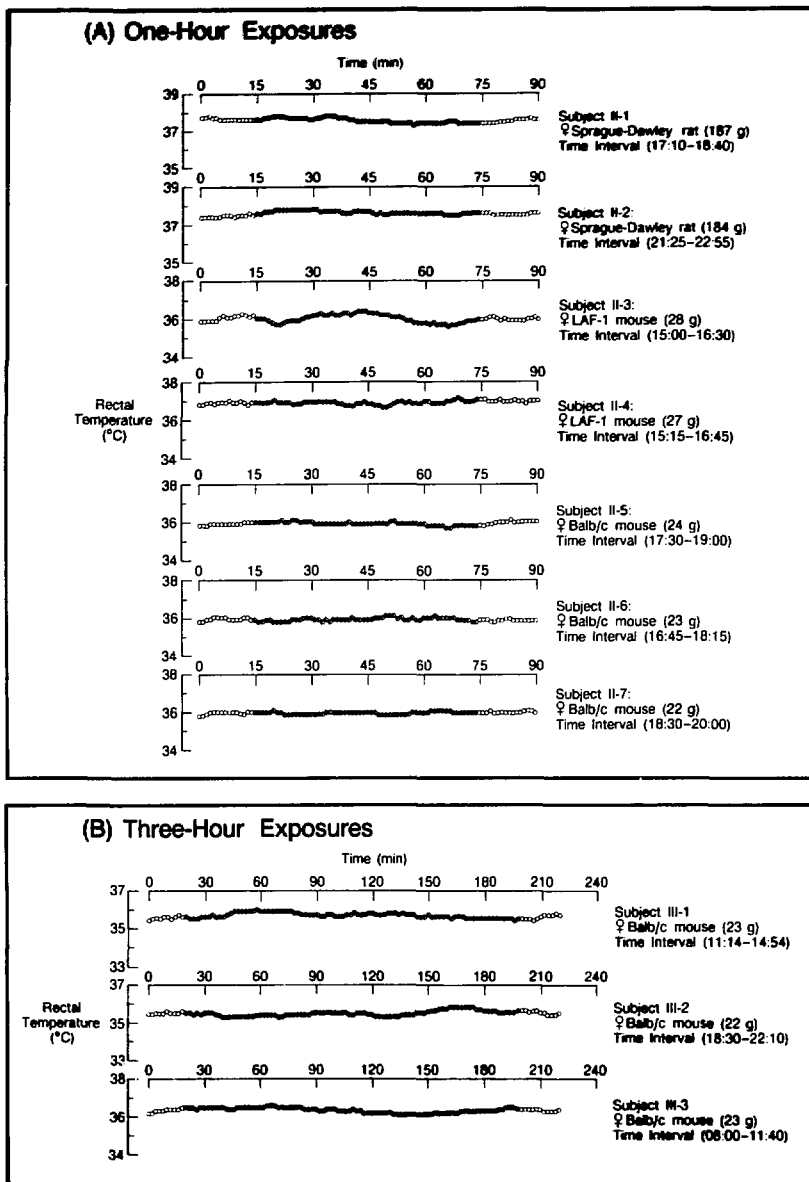 (A) One-Hour Exposures
Time (min)
0 15 30 45 60 75 90
39
37
35
Subject II-1
♀ Sprague-Dawley rat (187 g)
Time Interval (17:10–18:40)
0 15 30 45 60 75 90
39
37
35
Subject II-2:
♀ Sprague-Dawley rat (184 g)
Time Interval (21:25–22:55)
0 15 30 45 60 75 90
38
36
34
Subject II-3:
♀ LAF-1 mouse (28 g)
Time Interval (15:00–16:30)
0 15 30 45 60 75 90
37
36
34
Rectal
Temperature
(°C)
Subject II-4:
♀ LAF-1 mouse (27 g)
Time Interval (15:15–16:45)
0 15 30 45 60 75 90
38
36
34
Subject II-5:
♀ Balb/c mouse (24 g)
Time Interval (17:30–19:00)
0 15 30 45 60 75 90
38
36
34
Subject II-6:
♀ Balb/c mouse (23 g)
Time Interval (16:45–18:15)
0 15 30 45 60 75 90
38
36
34
Subject II-7:
♀ Balb/c mouse (22 g)
Time Interval (18:30–20:00)
(B) Three-Hour Exposures
Time (min)
0 30 60 90 120 150 180 210 240
37
35
33
Subject III-1
♀ Balb/c mouse (23 g)
Time Interval (11:14–14:54)
0 30 60 90 120 150 180 210 240
37
35
33
Rectal
Temperature
(°C)
Subject III-2
♀ Balb/c mouse (22 g)
Time Interval (18:30–22:10)
0 30 60 90 120 150 180 210 240
38
36
34
Subject III-3
♀ Balb/c mouse (23 g)
Time Interval (08:00–11:40)